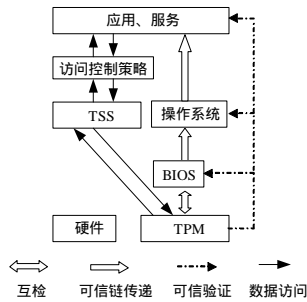 应用、服务
访问控制策略
TSS
操作系统
BIOS
硬件
TPM
互检
可信链传递
可信验证
数据访问